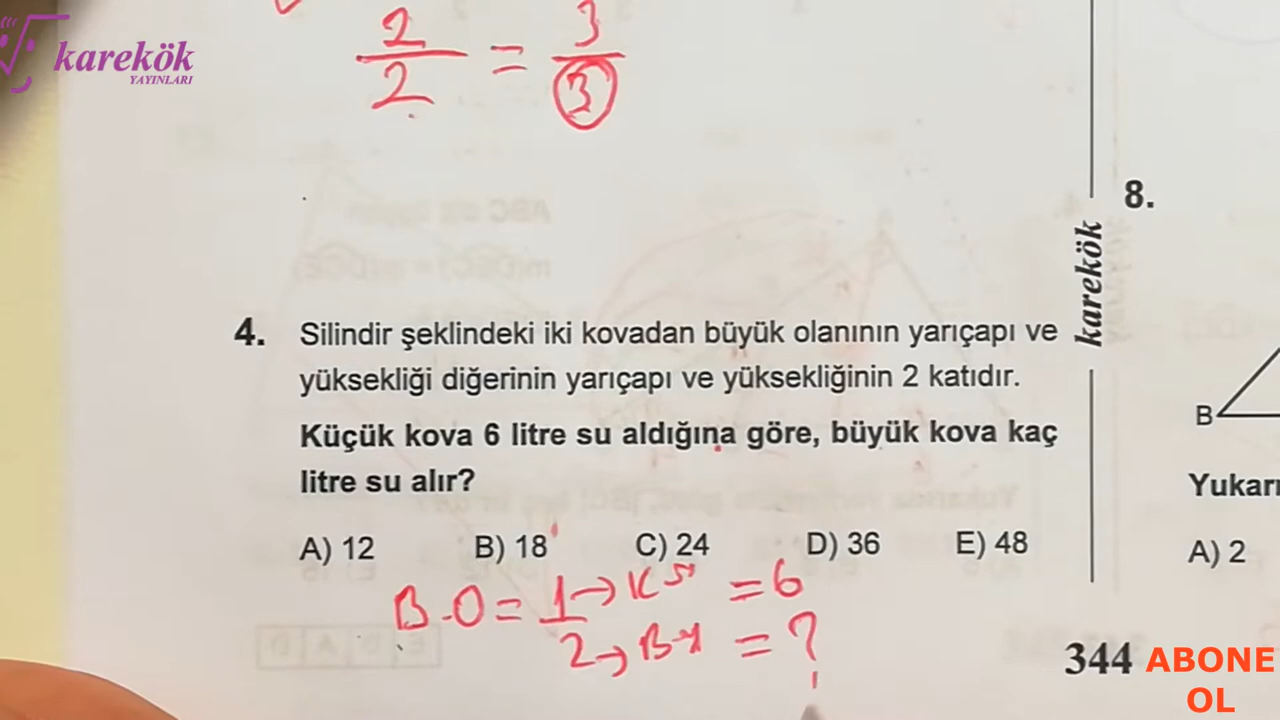 karekök
YAYINLARI
2/2 = 3/3
8.
karekök
4. Silindir şeklindeki iki kovadan büyük olanının yarıçapı ve
yüksekliği diğerinin yarıçapı ve yüksekliğinin 2 katıdır.
Küçük kova 6 litre su aldığına göre, büyük kova kaç
litre su alır?
A) 12 B) 18 C) 24 D) 36 E) 48
B.O = 1 → = 6
2 → = ?
B
Yukarı
A) 2
344
ABONE
OL